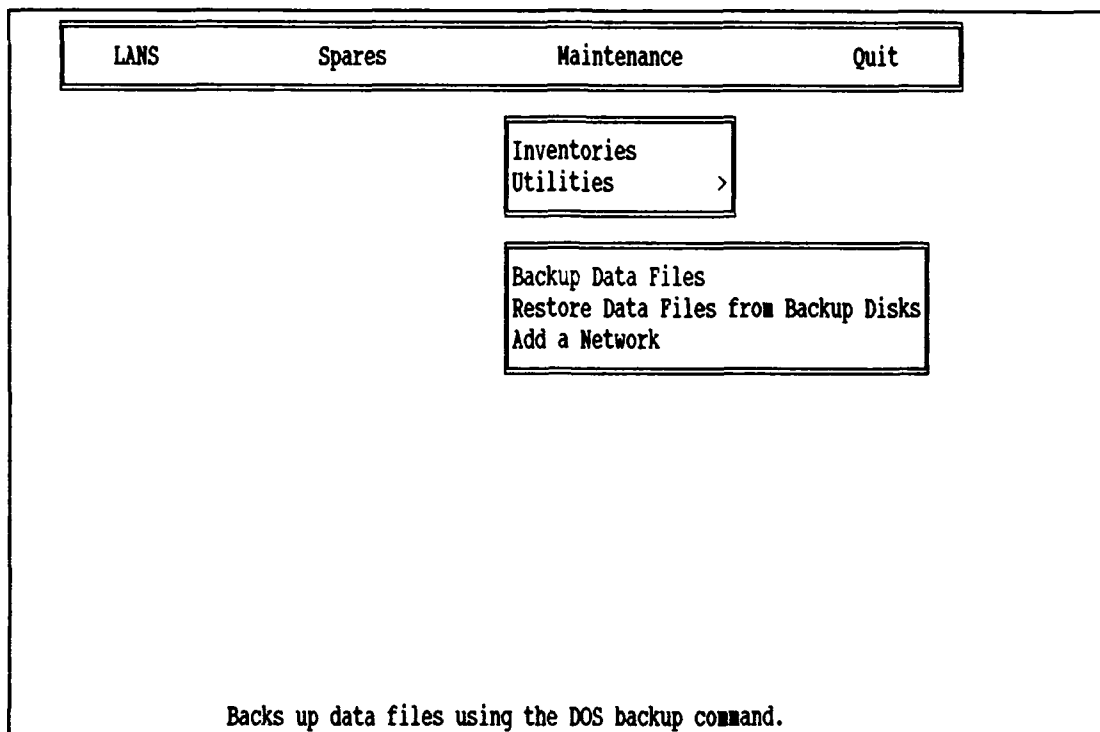 LANS Spares Maintenance Quit
Inventories
Utilities >
Backup Data Files
Restore Data Files from Backup Disks
Add a Network
Backs up data files using the DOS backup command.